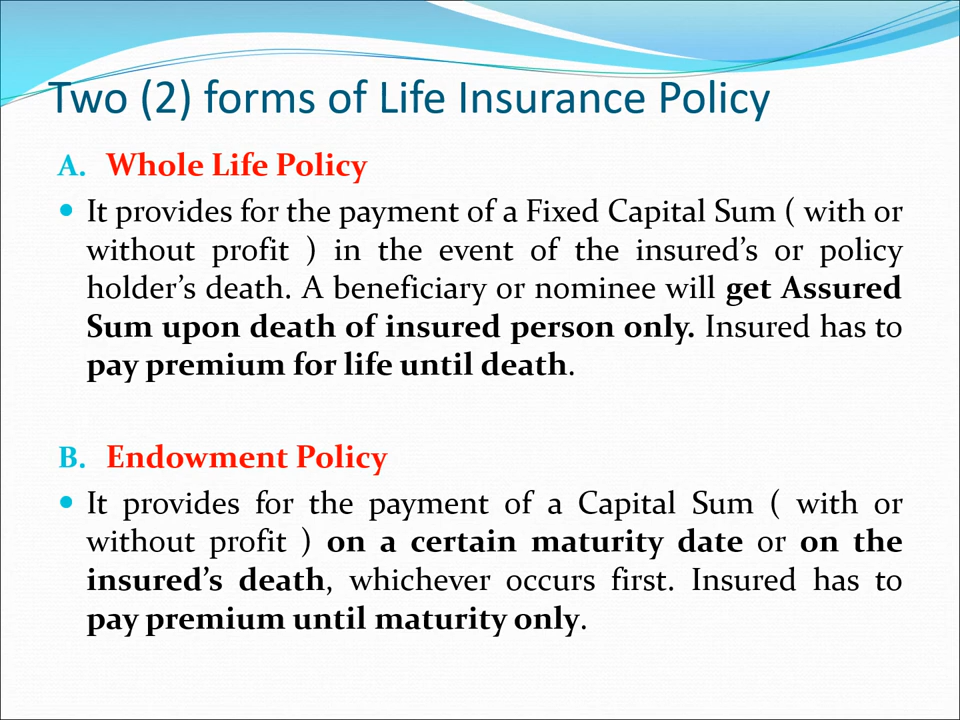 Two (2) forms of Life Insurance Policy
A. Whole Life Policy
• It provides for the payment of a Fixed Capital Sum ( with or
without profit ) in the event of the insured’s or policy
holder’s death. A beneficiary or nominee will get Assured
Sum upon death of insured person only. Insured has to
pay premium for life until death.
B. Endowment Policy
• It provides for the payment of a Capital Sum ( with or
without profit ) on a certain maturity date or on the
insured’s death, whichever occurs first. Insured has to
pay premium until maturity only.